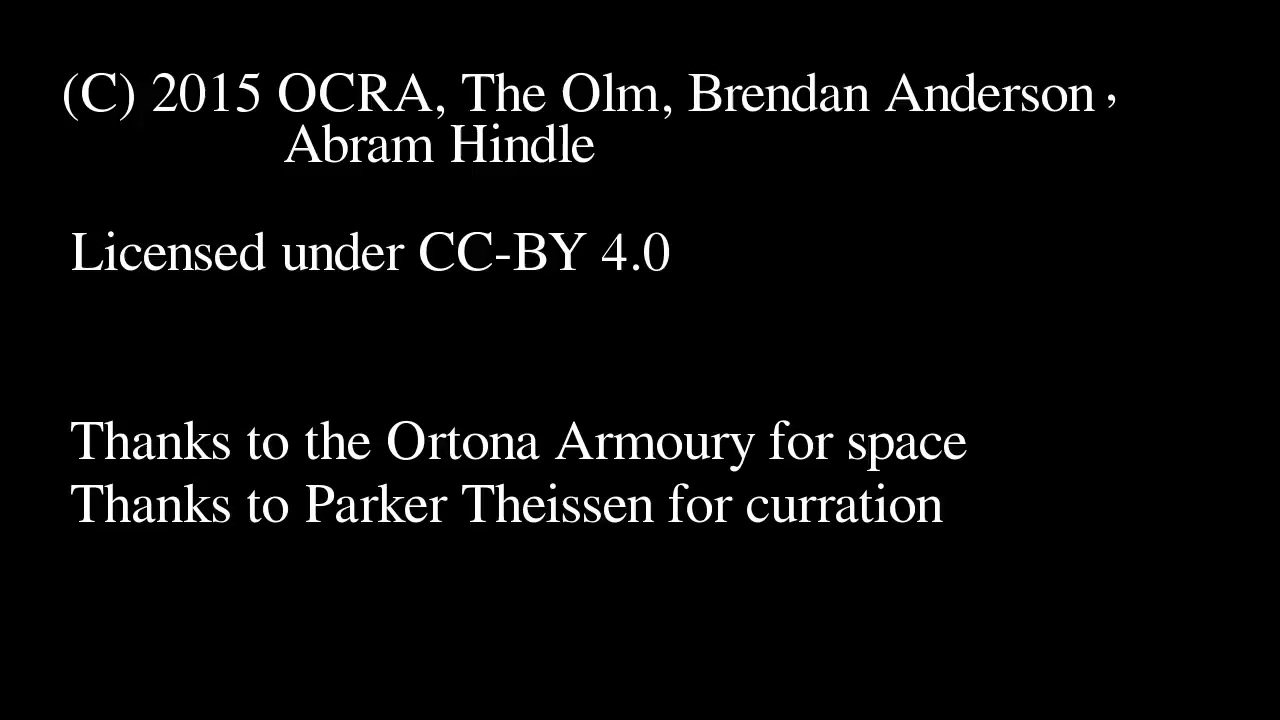 (C) 2015 OCRA, The Olm, Brendan Anderson ,
Abram Hindle
Licensed under CC-BY 4.0
Thanks to the Ortona Armoury for space
Thanks to Parker Theissen for curration